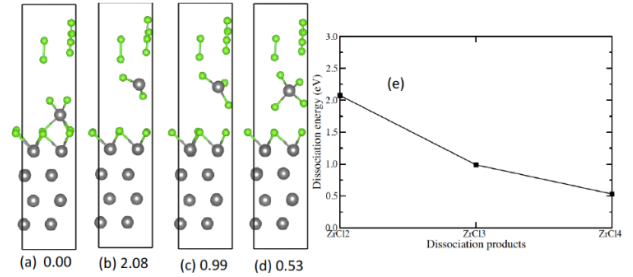 (a) 0.00
(b) 2.08
(c) 0.99
(d) 0.53
(e)
Dissociation energy (eV)
3.0
2.5
2.0
1.5
1.0
0.5
0.0
ZrCl2
ZrCl3
ZrCl4
Dissociation products